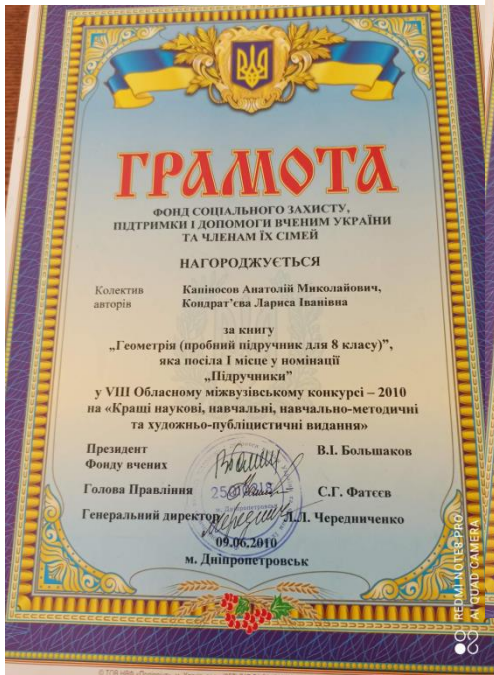 ГРАМОТА
ФОНД СОЦІАЛЬНОГО ЗАХИСТУ,
ПІДТРИМКИ І ДОПОМОГИ ВЧЕНИМ УКРАЇНИ
ТА ЧЛЕНАМ ЇХ СІМЕЙ
НАГОРОДЖУЄТЬСЯ
Колектив Капіносов Анатолій Миколайович,
авторів Кондрат’єва Лариса Іванівна
за книгу
„Геометрія (пробний підручник для 8 класу)”,
яка посіла І місце у номінації
„Підручники”
у VIII Обласному міжвузівському конкурсі – 2010
на «Кращі наукові, навчальні, навчально-методичні
та художньо-публіцистичні видання»
Президент В.І. Большаков
Фонду вчених
Голова Правління С.Г. Фатєєв
Генеральний директор Л.Л. Чередниченко
09.06.2010
м. Дніпропетровськ
REDMI NOTE 8 PRO
AI QUAD CAMERA